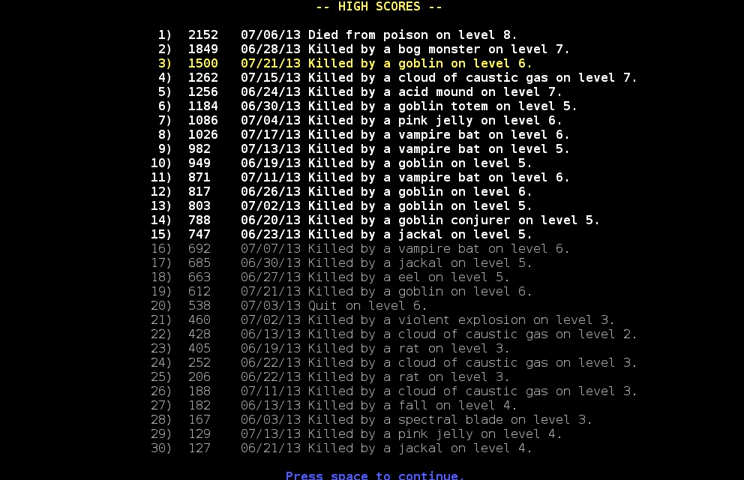 -- HIGH SCORES --
1) 2152 07/06/13 Died from poison on level 8.
2) 1849 06/28/13 Killed by a bog monster on level 7.
3) 1500 07/21/13 Killed by a goblin on level 6.
4) 1262 07/15/13 Killed by a cloud of caustic gas on level 7.
5) 1256 06/24/13 Killed by a acid mound on level 7.
6) 1184 06/30/13 Killed by a goblin totem on level 5.
7) 1086 07/04/13 Killed by a pink jelly on level 6.
8) 1026 07/17/13 Killed by a vampire bat on level 6.
9) 982 07/13/13 Killed by a vampire bat on level 5.
10) 949 06/19/13 Killed by a goblin on level 5.
11) 871 07/11/13 Killed by a vampire bat on level 6.
12) 817 06/26/13 Killed by a goblin on level 6.
13) 803 07/02/13 Killed by a goblin on level 5.
14) 788 06/20/13 Killed by a goblin conjurer on level 5.
15) 747 06/23/13 Killed by a jackal on level 5.
16) 692 07/07/13 Killed by a vampire bat on level 6.
17) 685 06/30/13 Killed by a jackal on level 5.
18) 663 06/27/13 Killed by a eel on level 5.
19) 612 07/21/13 Killed by a goblin on level 6.
20) 538 07/03/13 Quit on level 6.
21) 460 07/02/13 Killed by a violent explosion on level 3.
22) 428 06/13/13 Killed by a cloud of caustic gas on level 2.
23) 405 06/19/13 Killed by a rat on level 3.
24) 252 06/22/13 Killed by a cloud of caustic gas on level 3.
25) 206 06/22/13 Killed by a rat on level 3.
26) 188 07/11/13 Killed by a cloud of caustic gas on level 3.
27) 182 06/13/13 Killed by a fall on level 4.
28) 167 06/03/13 Killed by a spectral blade on level 3.
29) 129 07/13/13 Killed by a pink jelly on level 4.
30) 127 06/21/13 Killed by a jackal on level 4.
Press space to continue.